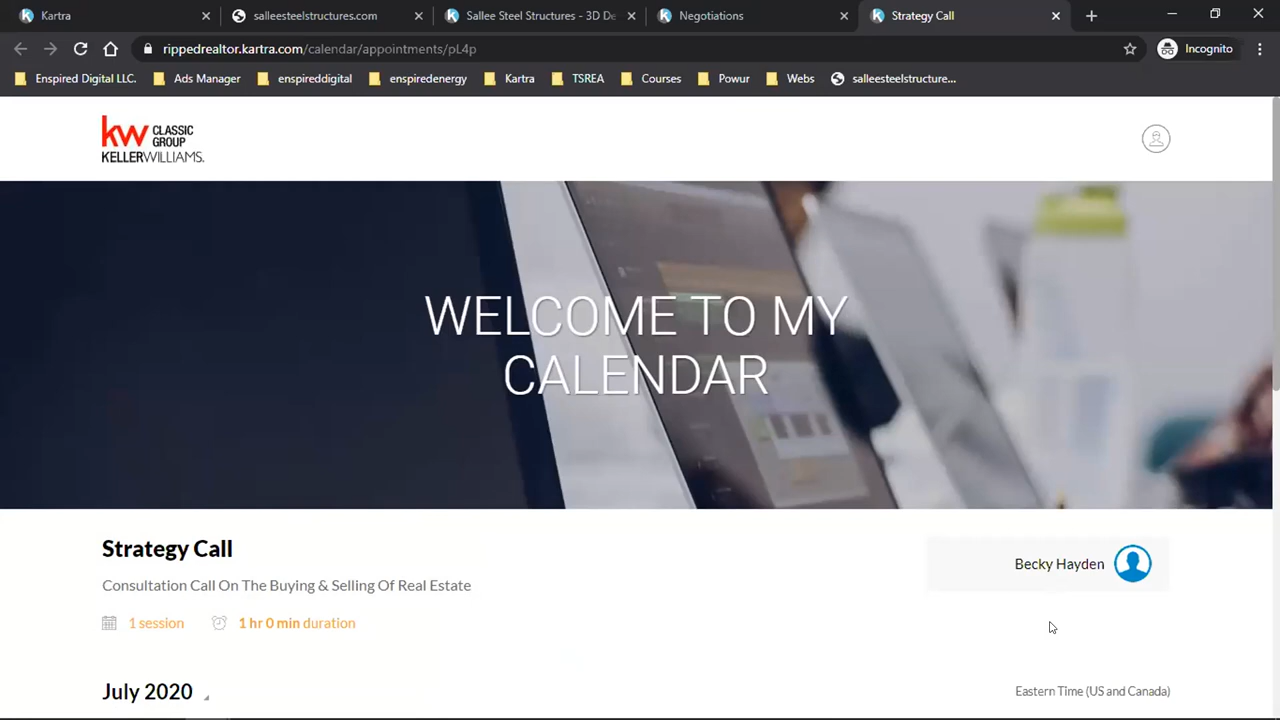 Kartra
salleesteelstructures.com
Sallee Steel Structures - 3D De
Negotiations
Strategy Call
rippedrealtor.kartra.com/calendar/appointments/pL4p
Incognito
Enspired Digital LLC.
Ads Manager
enspireddigital
enspiredenergy
Kartra
TSREA
Courses
Powur
Webs
salleesteelstructure...
kw CLASSIC
GROUP
KELLERWILLIAMS.
WELCOME TO MY
CALENDAR
Strategy Call
Becky Hayden
Consultation Call On The Buying & Selling Of Real Estate
1 session
1 hr 0 min duration
July 2020
Eastern Time (US and Canada)